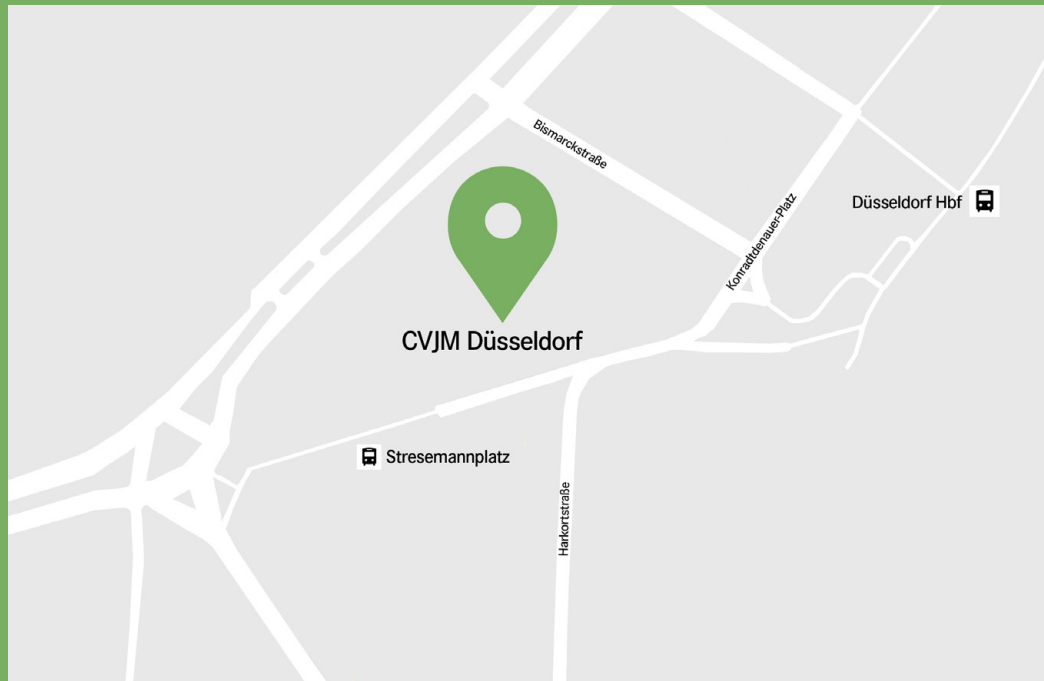 Bismarckstraße
Konradtdenauer-Platz
Düsseldorf Hbf
CVJM Düsseldorf
Stresemannplatz
Harkortstraße